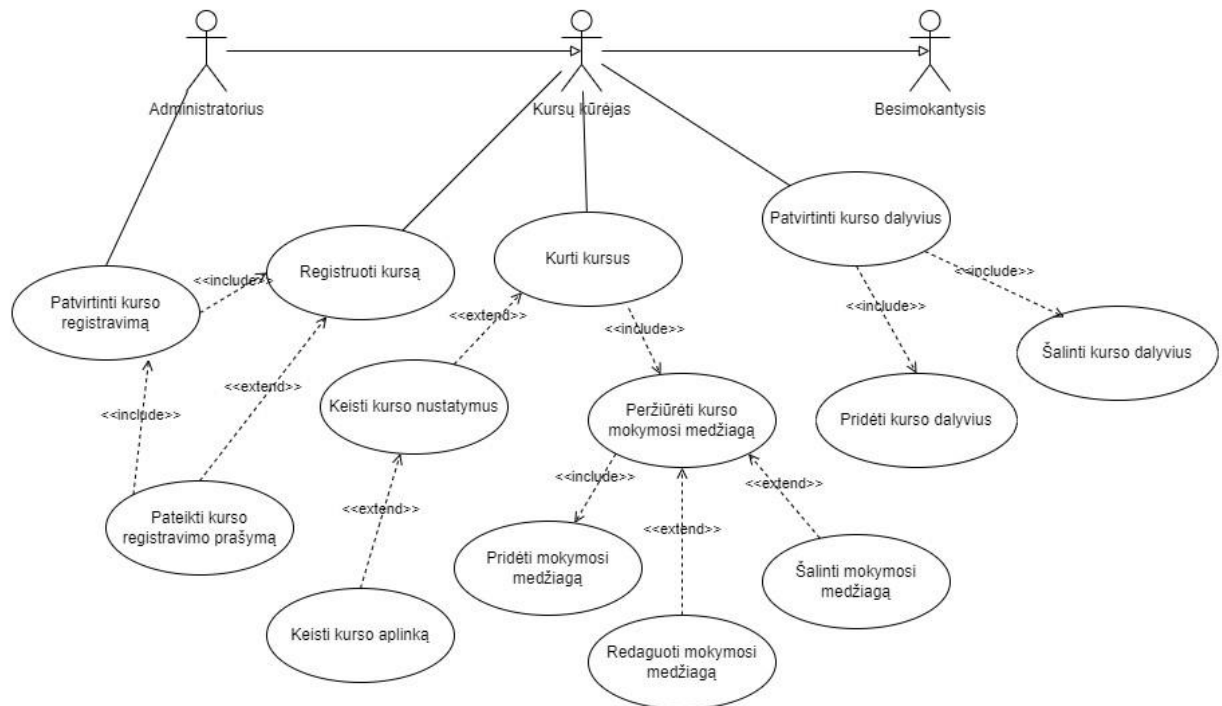 Administratorius
Kursų kūrėjas
Besimokantysis
Patvirtinti kurso dalyvius
Registruoti kursą
Kurti kursus
<<include>>
<<include>>
Patvirtinti kurso
registravimą
<<extend>>
<<include>>
<<include>>
Šalinti kurso dalyvius
<<extend>>
Keisti kurso nustatymus
Peržiūrėti kurso
mokymosi medžiagą
Pridėti kurso dalyvius
<<include>>
<<include>>
<<extend>>
Pateikti kurso
registravimo prašymą
<<extend>>
<<extend>>
Pridėti mokymosi
medžiagą
Šalinti mokymosi
medžiagą
Keisti kurso aplinką
Redaguoti mokymosi
medžiagą